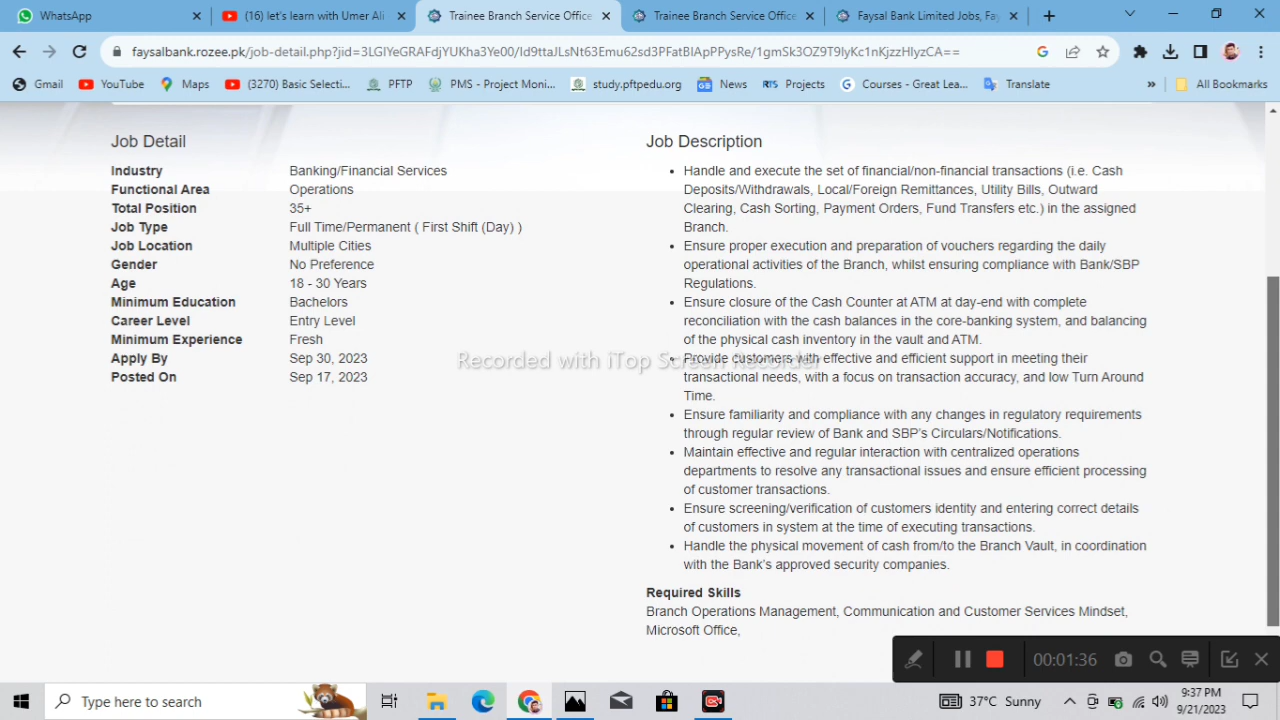 WhatsApp
(16) let's learn with Umer Ali
Trainee Branch Service Office
Trainee Branch Service Office
Faysal Bank Limited Jobs, Fay
faysalbank.rozee.pk/job-detail.php?jid=3LGIYeGRAFdjYUKha3Ye00/Id9ttaJLsNt63Emu62sd3PFatBlApPPysRe/1gmSk3OZ9T9lyKc1nKjzzHlyzCA==
Gmail
YouTube
Maps
(3270) Basic Selecti...
PFTP
PMS - Project Moni...
study.pftpedu.org
News
RTS Projects
Courses - Great Lea...
Translate
»
All Bookmarks
Job Detail
Industry Banking/Financial Services
Functional Area Operations
Total Position 35+
Job Type Full Time/Permanent ( First Shift (Day) )
Job Location Multiple Cities
Gender No Preference
Age 18 - 30 Years
Minimum Education Bachelors
Career Level Entry Level
Minimum Experience Fresh
Apply By Sep 30, 2023
Posted On Sep 17, 2023
Job Description
• Handle and execute the set of financial/non-financial transactions (i.e. Cash
Deposits/Withdrawals, Local/Foreign Remittances, Utility Bills, Outward
Clearing, Cash Sorting, Payment Orders, Fund Transfers etc.) in the assigned
Branch.
• Ensure proper execution and preparation of vouchers regarding the daily
operational activities of the Branch, whilst ensuring compliance with Bank/SBP
Regulations.
• Ensure closure of the Cash Counter at ATM at day-end with complete
reconciliation with the cash balances in the core-banking system, and balancing
of the physical cash inventory in the vault and ATM.
• Provide customers with effective and efficient support in meeting their
transactional needs, with a focus on transaction accuracy, and low Turn Around
Time.
• Ensure familiarity and compliance with any changes in regulatory requirements
through regular review of Bank and SBP's Circulars/Notifications.
• Maintain effective and regular interaction with centralized operations
departments to resolve any transactional issues and ensure efficient processing
of customer transactions.
• Ensure screening/verification of customers identity and entering correct details
of customers in system at the time of executing transactions.
• Handle the physical movement of cash from/to the Branch Vault, in coordination
with the Bank's approved security companies.
Required Skills
Branch Operations Management, Communication and Customer Services Mindset,
Microsoft Office,
Recorded with iTop Screen Recorder
00:01:36
Type here to search
37°C Sunny
9:37 PM
9/21/2023